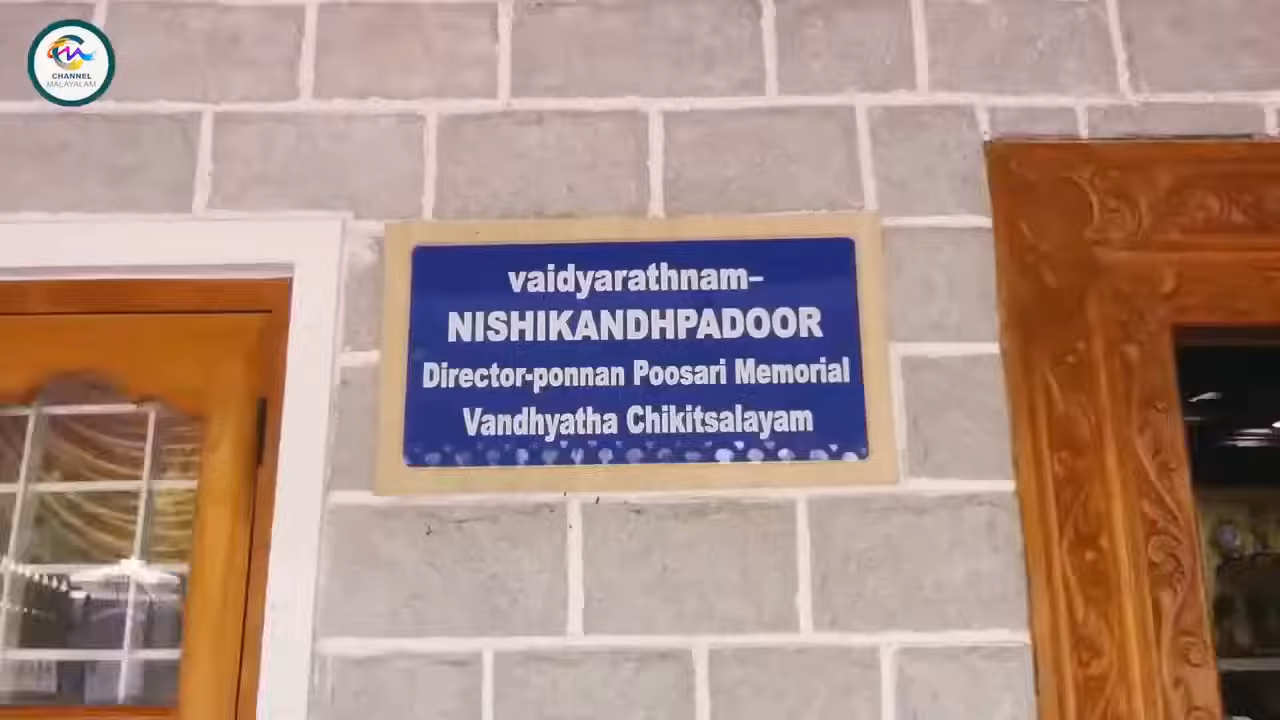 CHANNEL
MALAYALAM
vaidyarathnam-
NISHIKANDHPADOOR
Director-ponnan Poosari Memorial
Vandhyatha Chikitsalayam